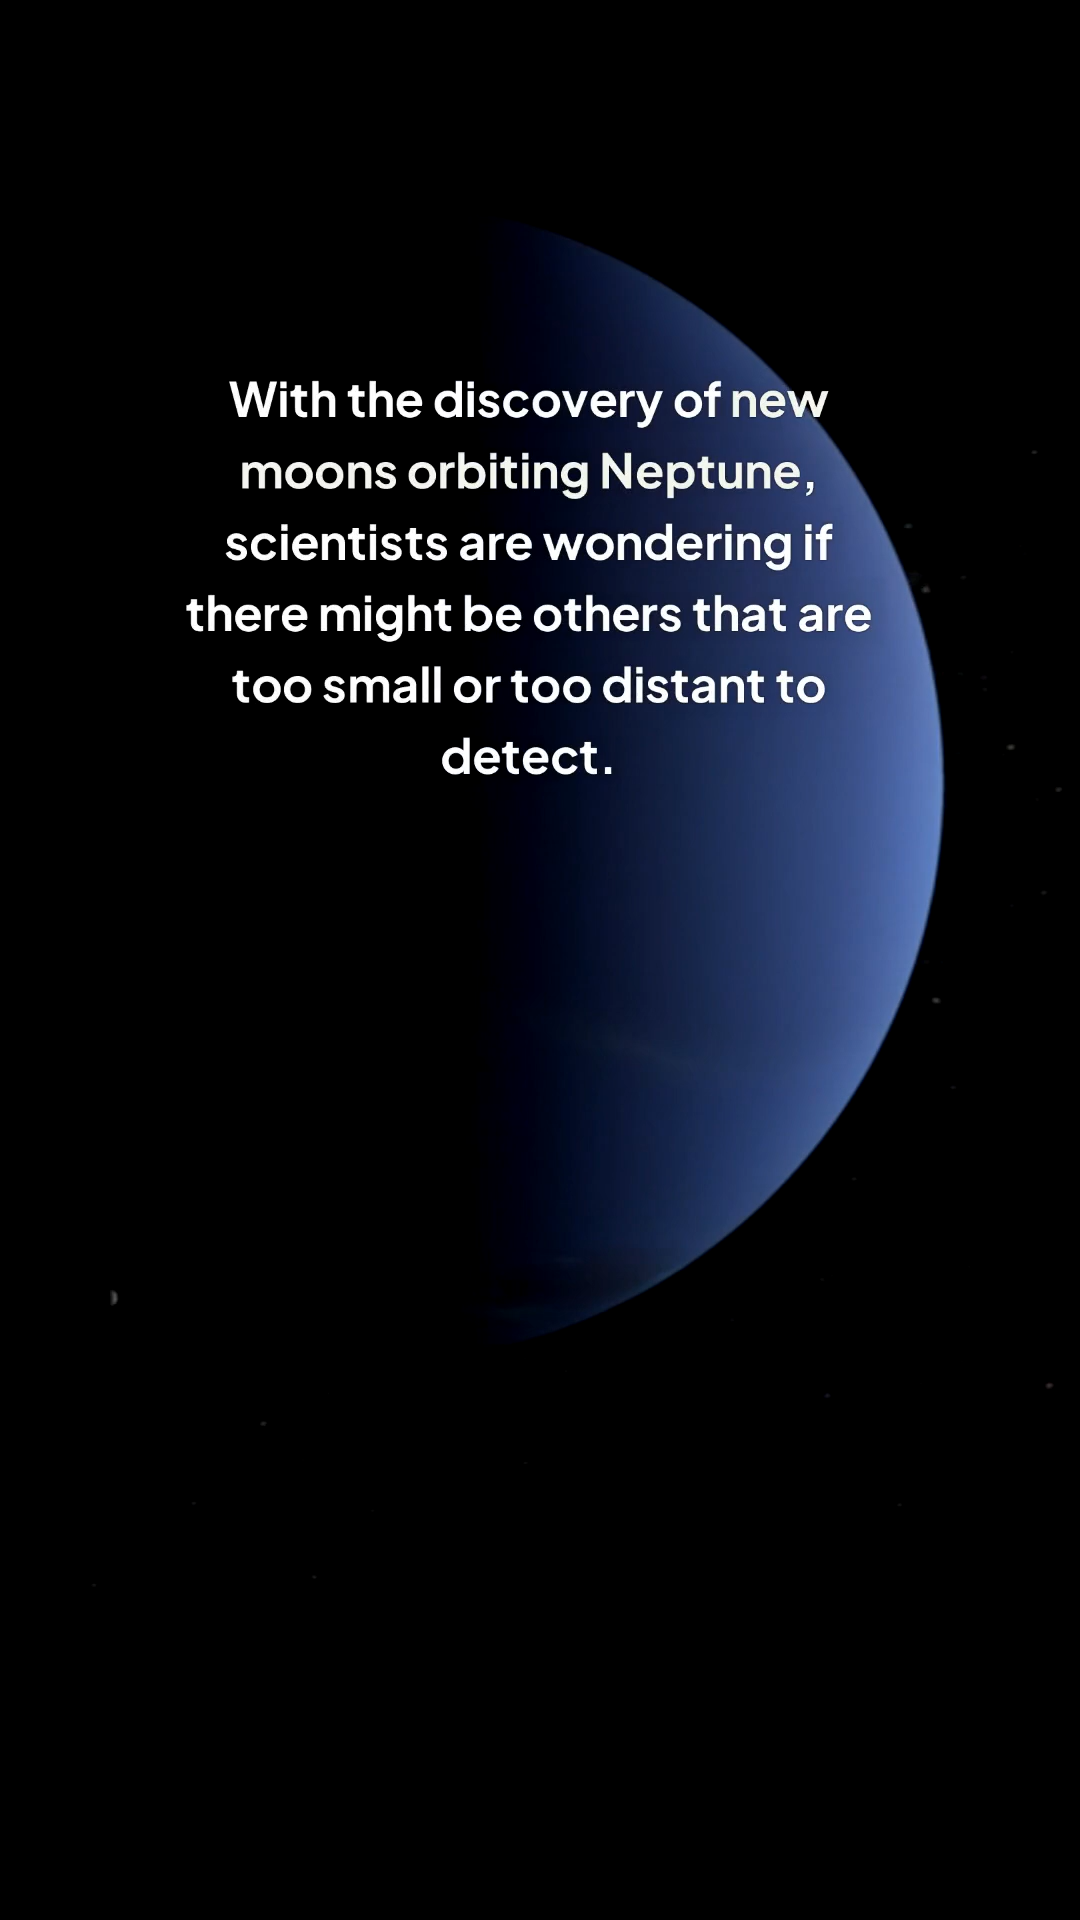 With the discovery of new
moons orbiting Neptune,
scientists are wondering if
there might be others that are
too small or too distant to
detect.